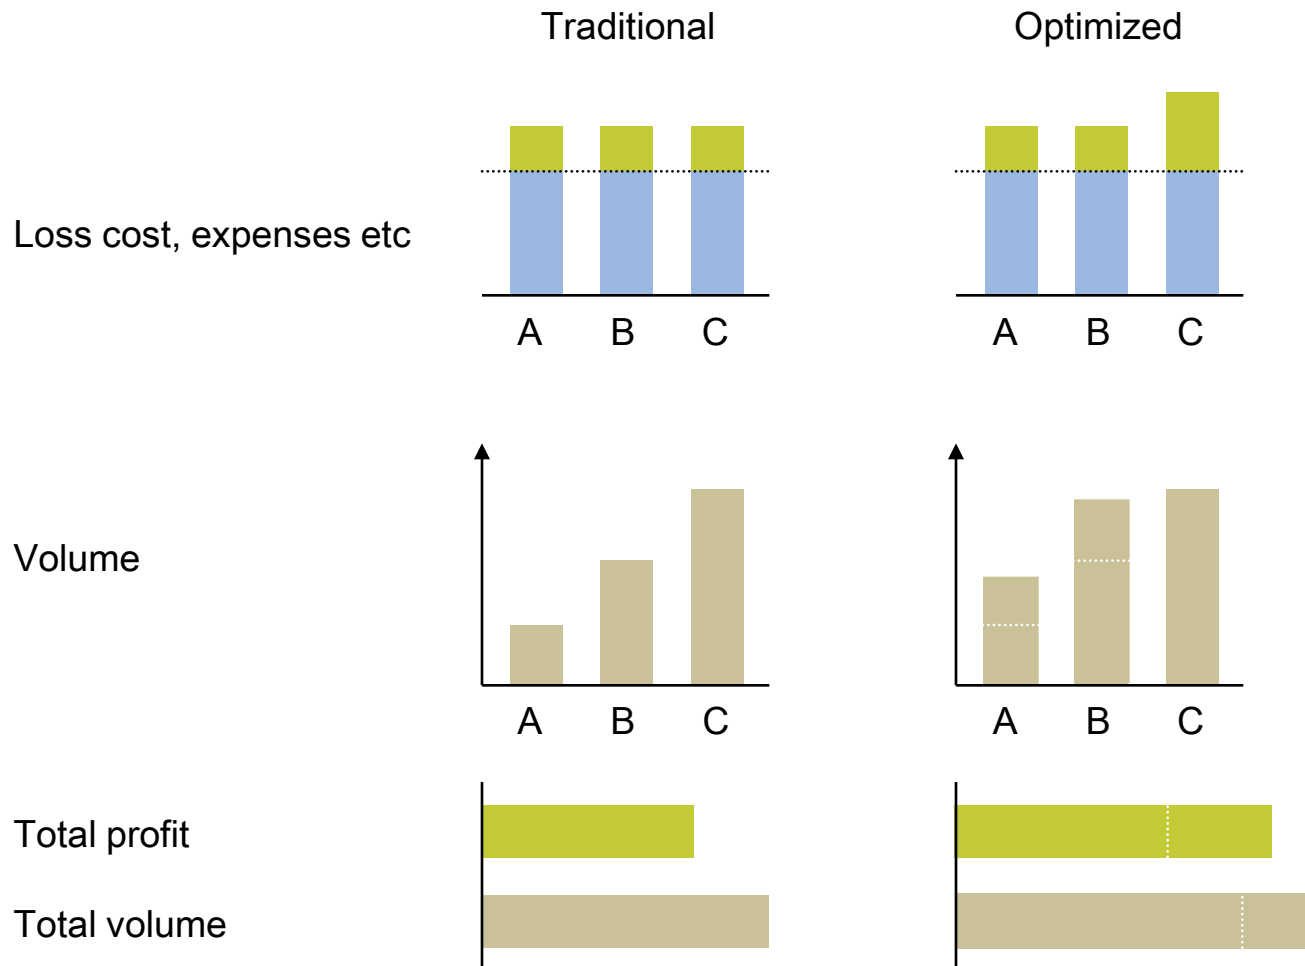 Traditional
Optimized
Loss cost, expenses etc
A B C
A B C
Volume
A B C
A B C
Total profit
Total volume